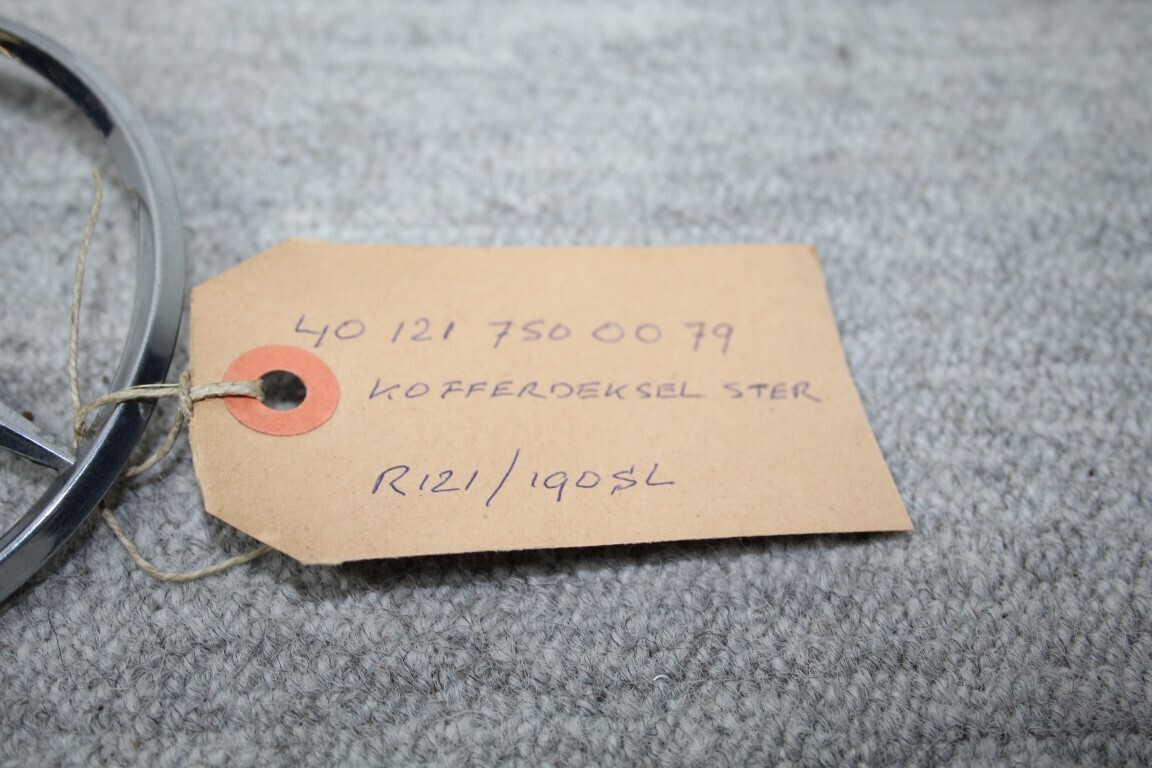 40 121 750 00 79
KOFFERDEKSEL STER
R121/190SL